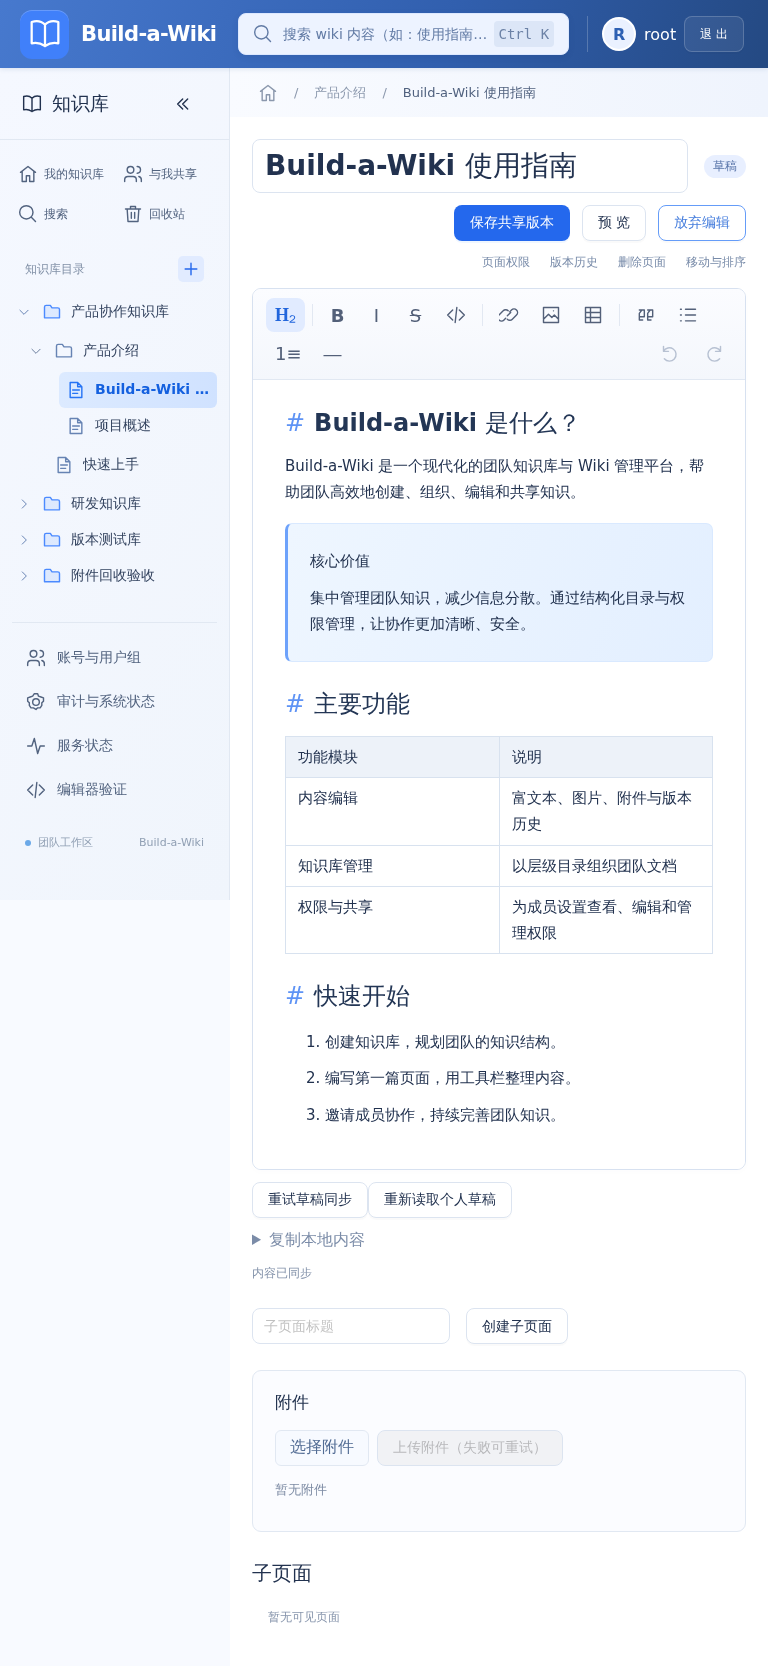 Build-a-Wiki
搜索 wiki 内容（如：使用指南... Ctrl K
R root 退 出
知识库
我的知识库 与我共享
搜索 回收站
知识库目录
产品协作知识库
产品介绍
Build-a-Wiki ...
项目概述
快速上手
研发知识库
版本测试库
附件回收验收
账号与用户组
审计与系统状态
服务状态
编辑器验证
团队工作区 Build-a-Wiki
/ 产品介绍 / Build-a-Wiki 使用指南
Build-a-Wiki 使用指南 草稿
保存共享版本 预 览 放弃编辑
页面权限 版本历史 删除页面 移动与排序
H₂ B I S
1≡ —
# Build-a-Wiki 是什么？
Build-a-Wiki 是一个现代化的团队知识库与 Wiki 管理平台，帮
助团队高效地创建、组织、编辑和共享知识。
核心价值
集中管理团队知识，减少信息分散。通过结构化目录与权
限管理，让协作更加清晰、安全。
# 主要功能
功能模块 说明
内容编辑 富文本、图片、附件与版本
历史
知识库管理 以层级目录组织团队文档
权限与共享 为成员设置查看、编辑和管
理权限
# 快速开始
1. 创建知识库，规划团队的知识结构。
2. 编写第一篇页面，用工具栏整理内容。
3. 邀请成员协作，持续完善团队知识。
重试草稿同步 重新读取个人草稿
复制本地内容
内容已同步
子页面标题 创建子页面
附件
选择附件 上传附件（失败可重试）
暂无附件
子页面
暂无可见页面